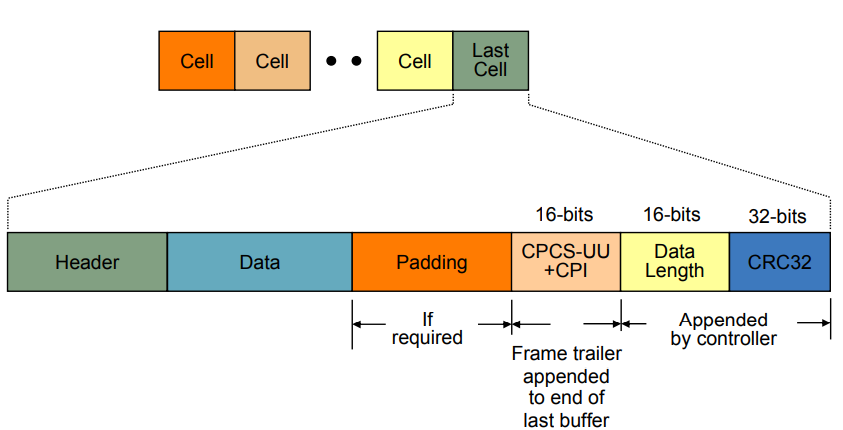 Cell
Cell
Cell
Last
Cell
16-bits
16-bits
32-bits
Header
Data
Padding
CPCS-UU
+CPI
Data
Length
CRC32
If
required
Appended
by controller
Frame trailer
appended
to end of
last buffer